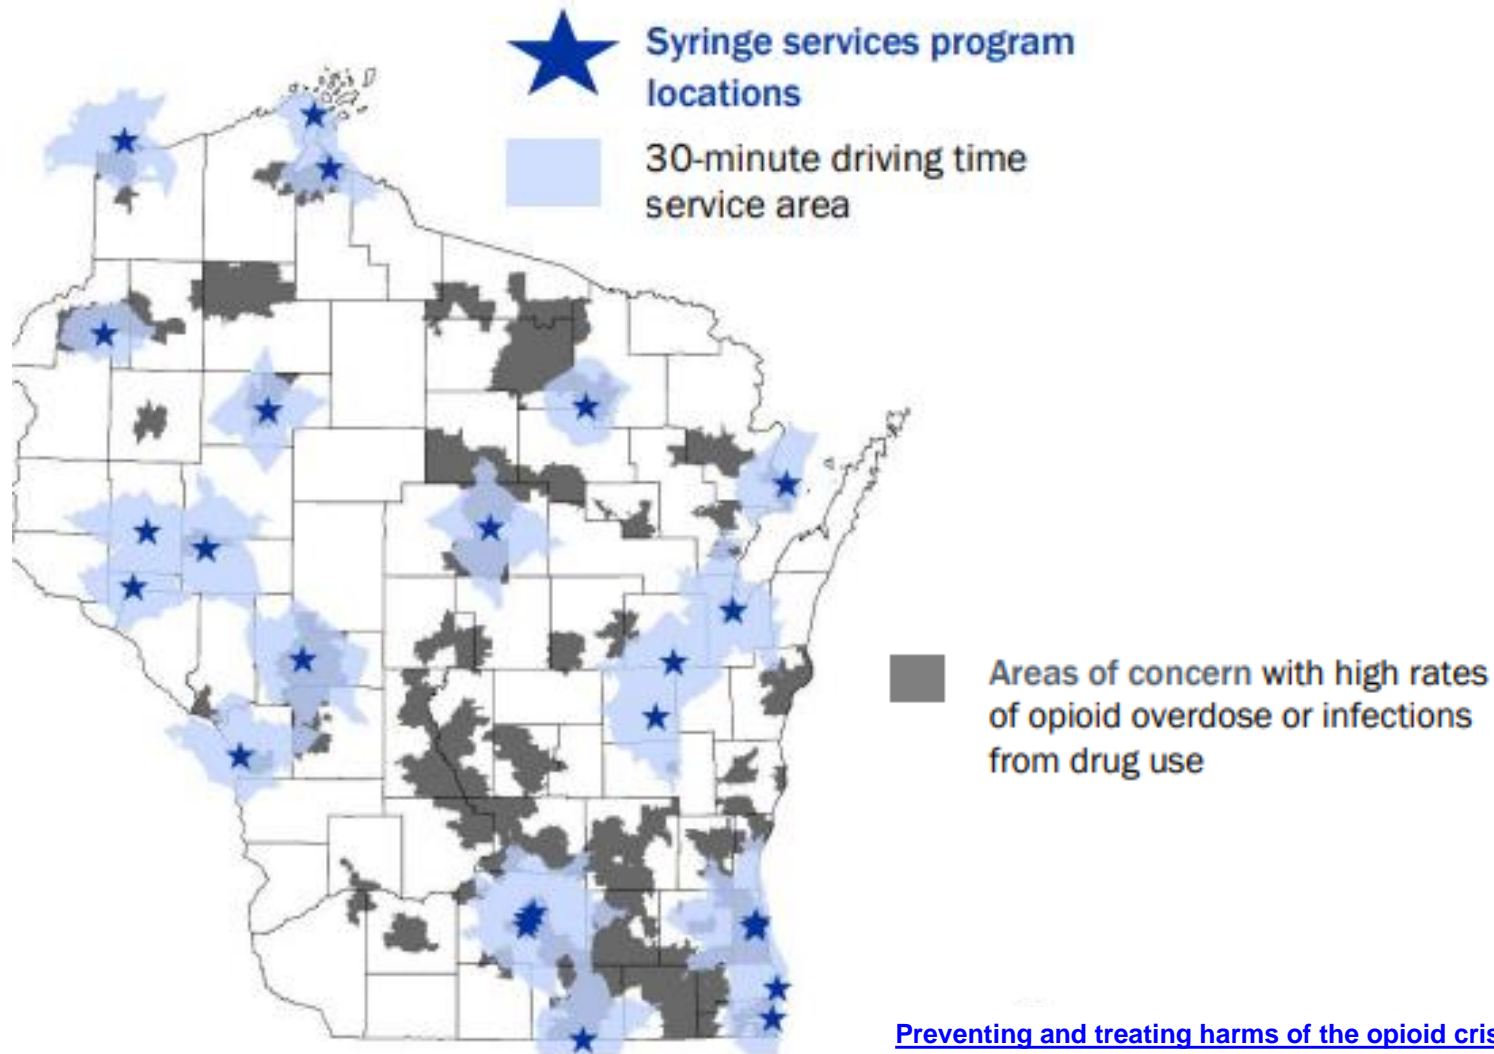 Syringe services program
locations
30-minute driving time
service area
Areas of concern with high rates
of opioid overdose or infections
from drug use
Preventing and treating harms of the opioid